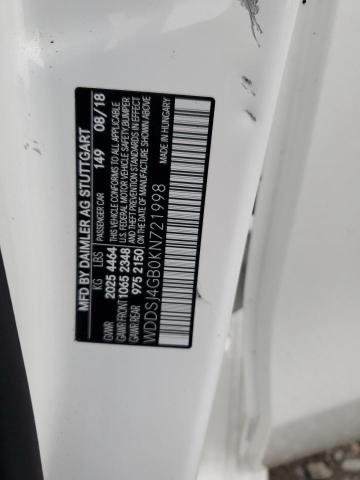 MFD BY DAIMLER AG STUTTGART
KG LBS PASSENGER CAR 149 08/18
GVWR 2025 4464 THIS VEHICLE CONFORMS TO ALL APPLICABLE
GAWR FRONT 1065 2348 U.S. FEDERAL MOTOR VEHICLE SAFETY, BUMPER,
GAWR REAR 975 2150 AND THEFT PREVENTION STANDARDS IN EFFECT
ON THE DATE OF MANUFACTURE SHOWN ABOVE
WDDSJ4GB0KN721998 MADE IN HUNGARY